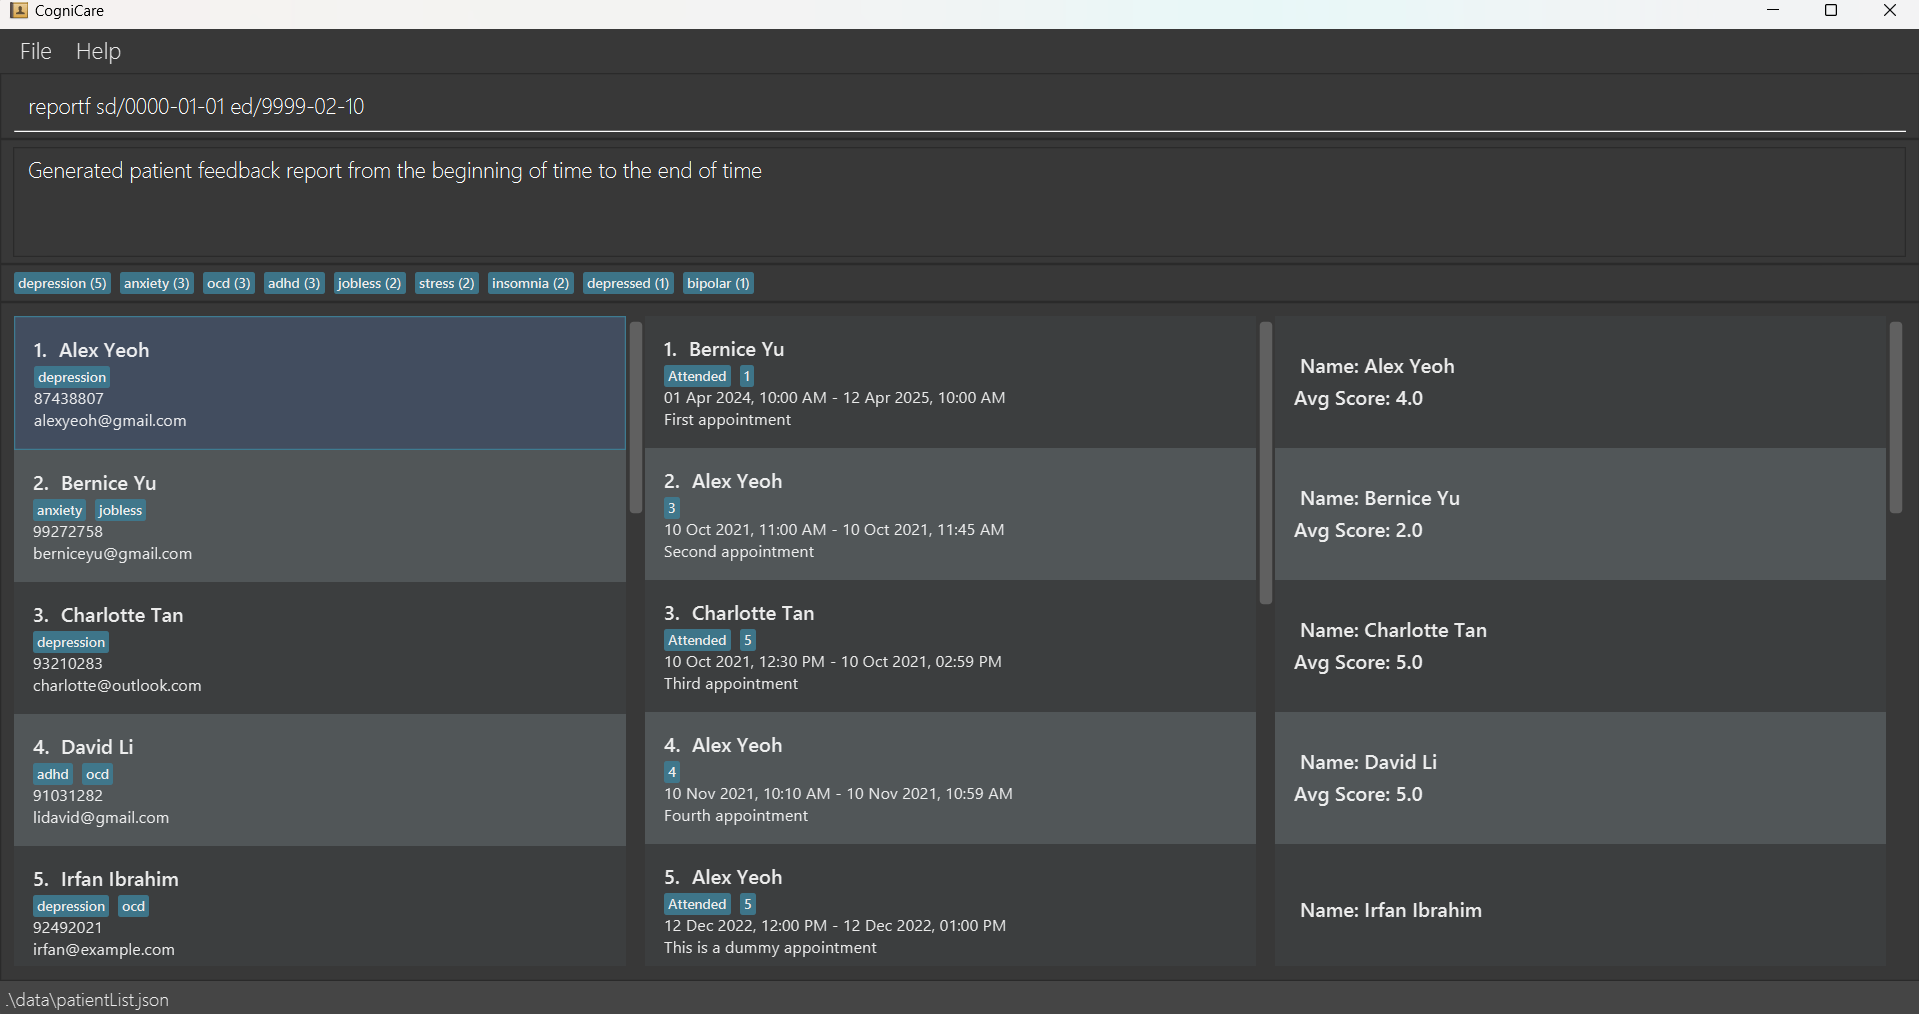 CogniCare
File Help
reportf sd/0000-01-01 ed/9999-02-10
Generated patient feedback report from the beginning of time to the end of time
depression (5) anxiety (3) ocd (3) adhd (3) jobless (2) stress (2) insomnia (2) depressed (1) bipolar (1)
1. Alex Yeoh
depression
87438807
alexyeoh@gmail.com
2. Bernice Yu
anxiety jobless
99272758
berniceyu@gmail.com
3. Charlotte Tan
depression
93210283
charlotte@outlook.com
4. David Li
adhd ocd
91031282
lidavid@gmail.com
5. Irfan Ibrahim
depression ocd
92492021
irfan@example.com
1. Bernice Yu
Attended 1
01 Apr 2024, 10:00 AM - 12 Apr 2025, 10:00 AM
First appointment
2. Alex Yeoh
3
10 Oct 2021, 11:00 AM - 10 Oct 2021, 11:45 AM
Second appointment
3. Charlotte Tan
Attended 5
10 Oct 2021, 12:30 PM - 10 Oct 2021, 02:59 PM
Third appointment
4. Alex Yeoh
4
10 Nov 2021, 10:10 AM - 10 Nov 2021, 10:59 AM
Fourth appointment
5. Alex Yeoh
Attended 5
12 Dec 2022, 12:00 PM - 12 Dec 2022, 01:00 PM
This is a dummy appointment
Name: Alex Yeoh
Avg Score: 4.0
Name: Bernice Yu
Avg Score: 2.0
Name: Charlotte Tan
Avg Score: 5.0
Name: David Li
Avg Score: 5.0
Name: Irfan Ibrahim
.\data\patientList.json